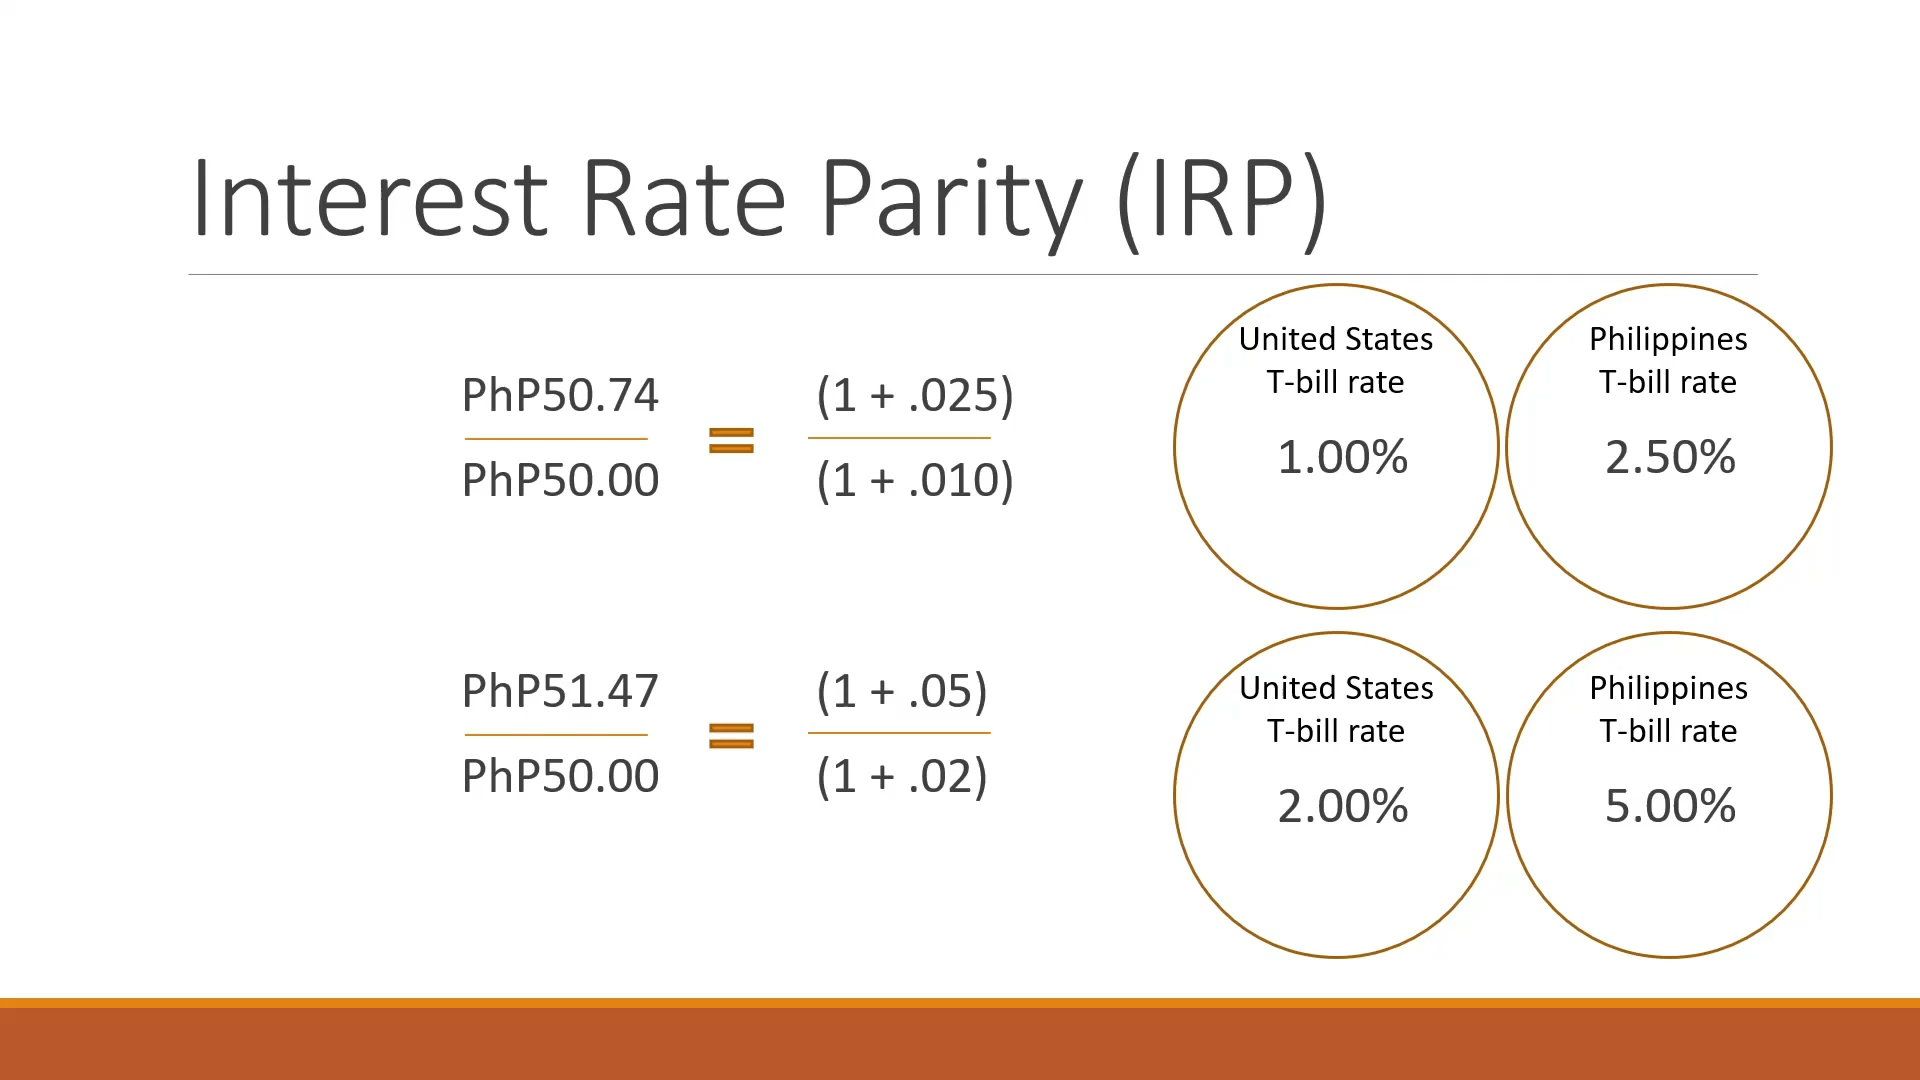 Interest Rate Parity (IRP)
PhP50.74
PhP50.00
=
(1 + .025)
(1 + .010)
United States
T-bill rate
1.00%
Philippines
T-bill rate
2.50%
PhP51.47
PhP50.00
=
(1 + .05)
(1 + .02)
United States
T-bill rate
2.00%
Philippines
T-bill rate
5.00%